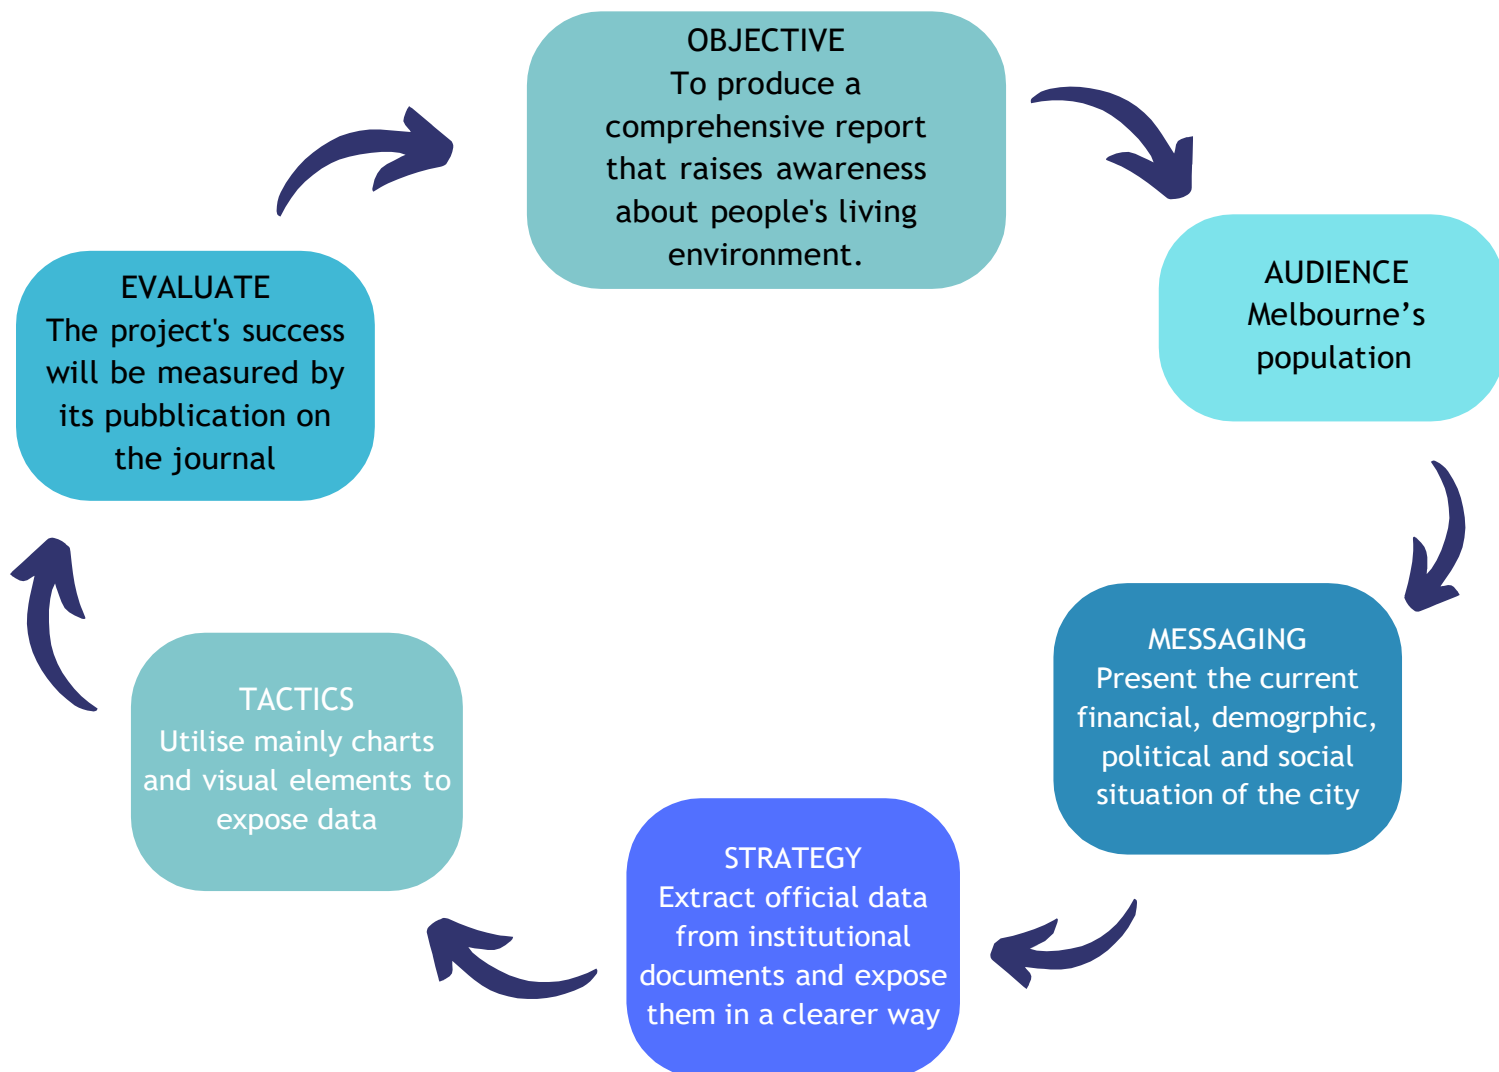 OBJECTIVE
To produce a
comprehensive report
that raises awareness
about people's living
environment.
AUDIENCE
Melbourne’s
population
MESSAGING
Present the current
financial, demogrphic,
political and social
situation of the city
STRATEGY
Extract official data
from institutional
documents and expose
them in a clearer way
TACTICS
Utilise mainly charts
and visual elements to
expose data
EVALUATE
The project's success
will be measured by
its pubblication on
the journal